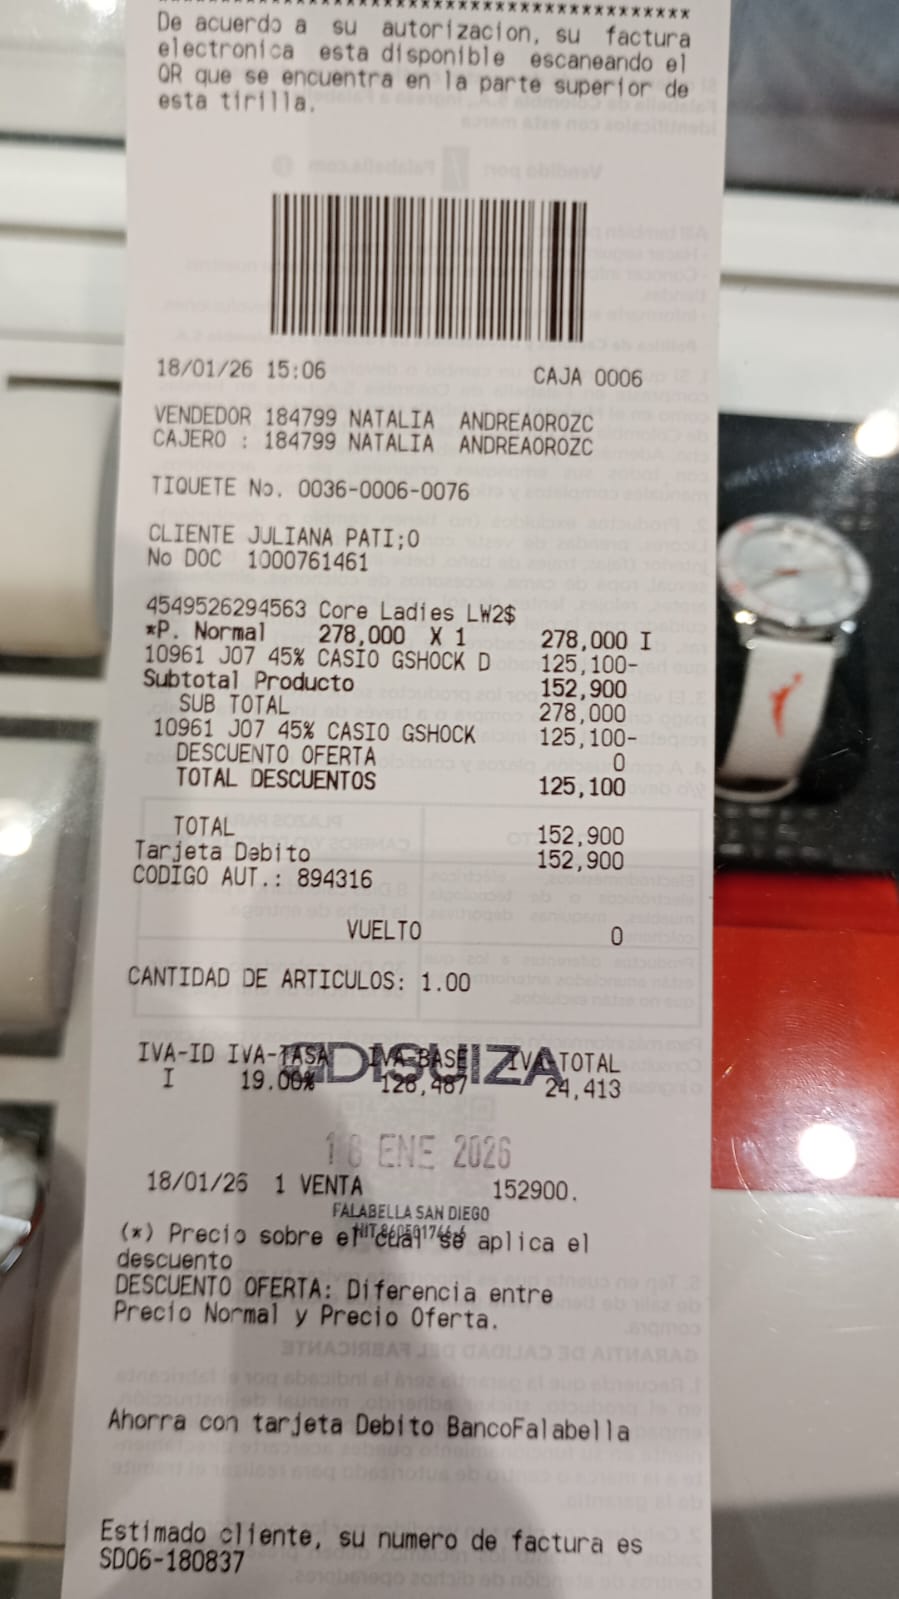 De acuerdo a su autorizacion, su factura
electronica esta disponible escaneando el
QR que se encuentra en la parte superior de
esta tirilla.
18/01/26 15:06 CAJA 0006
VENDEDOR 184799 NATALIA ANDREAOROZC
CAJERO : 184799 NATALIA ANDREAOROZC
TIQUETE No. 0036-0006-0076
CLIENTE JULIANA PATI;O
No DOC 1000761461
4549526294563 Core Ladies LW2$
*P. Normal 278,000 X 1 278,000 I
10961 J07 45% CASIO GSHOCK D 125,100-
Subtotal Producto 152,900
SUB TOTAL 278,000
10961 J07 45% CASIO GSHOCK 125,100-
DESCUENTO OFERTA 0
TOTAL DESCUENTOS 125,100
TOTAL 152,900
Tarjeta Debito 152,900
CODIGO AUT.: 894316
VUELTO 0
CANTIDAD DE ARTICULOS: 1.00
IVA-ID IVA-TASA IVA-BASE IVA TOTAL
I 19.00% 128,487 24,413
DISUIZA
18 ENE 2026
18/01/26 1 VENTA 152900.
FALABELLA SAN DIEGO
NIT
(*) Precio sobre el cual se aplica el
descuento
DESCUENTO OFERTA: Diferencia entre
Precio Normal y Precio Oferta.
Ahorra con tarjeta Debito BancoFalabella
Estimado cliente, su numero de factura es
SD06-180837